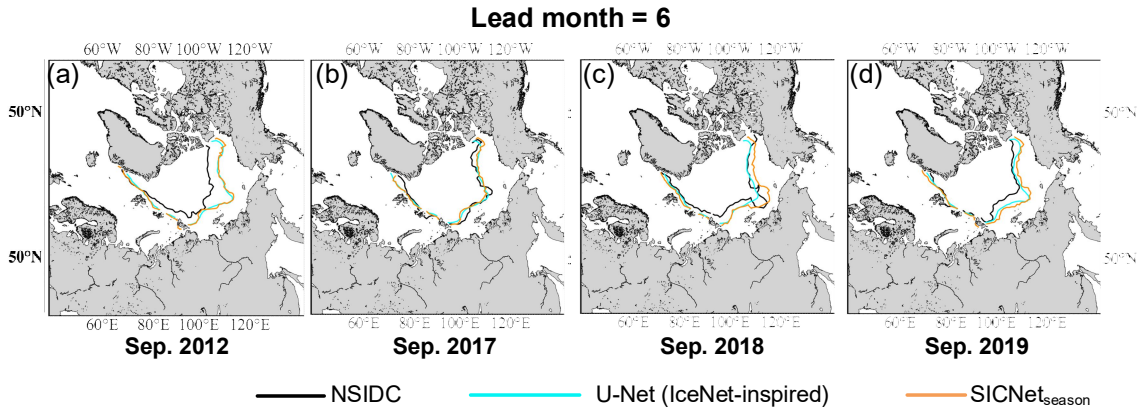 Lead month = 6
60°W 80°W 100°W 120°W 60°W 80°W 100°W 120°W 60°W 80°W 100°W 120°W 60°W 80°W 100°W 120°W
(a) (b) (c) (d)
50°N 50°N
50°N 50°N
60°E 80°E 100°E 120°E 60°E 80°E 100°E 120°E 60°E 80°E 100°E 120°E 60°E 80°E 100°E 120°E
Sep. 2012 Sep. 2017 Sep. 2018 Sep. 2019
NSIDC U-Net (IceNet-inspired) SICNetseason